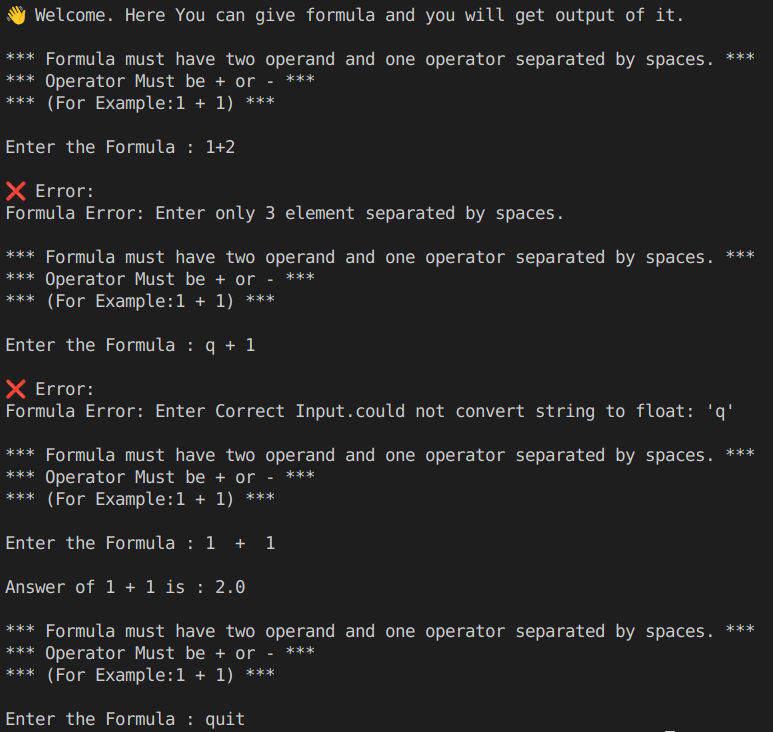 👋 Welcome. Here You can give formula and you will get output of it.
*** Formula must have two operand and one operator separated by spaces. ***
*** Operator Must be + or - ***
*** (For Example:1 + 1) ***
Enter the Formula : 1+2
❌ Error:
Formula Error: Enter only 3 element separated by spaces.
*** Formula must have two operand and one operator separated by spaces. ***
*** Operator Must be + or - ***
*** (For Example:1 + 1) ***
Enter the Formula : q + 1
❌ Error:
Formula Error: Enter Correct Input.could not convert string to float: 'q'
*** Formula must have two operand and one operator separated by spaces. ***
*** Operator Must be + or - ***
*** (For Example:1 + 1) ***
Enter the Formula : 1  +  1
Answer of 1 + 1 is : 2.0
*** Formula must have two operand and one operator separated by spaces. ***
*** Operator Must be + or - ***
*** (For Example:1 + 1) ***
Enter the Formula : quit